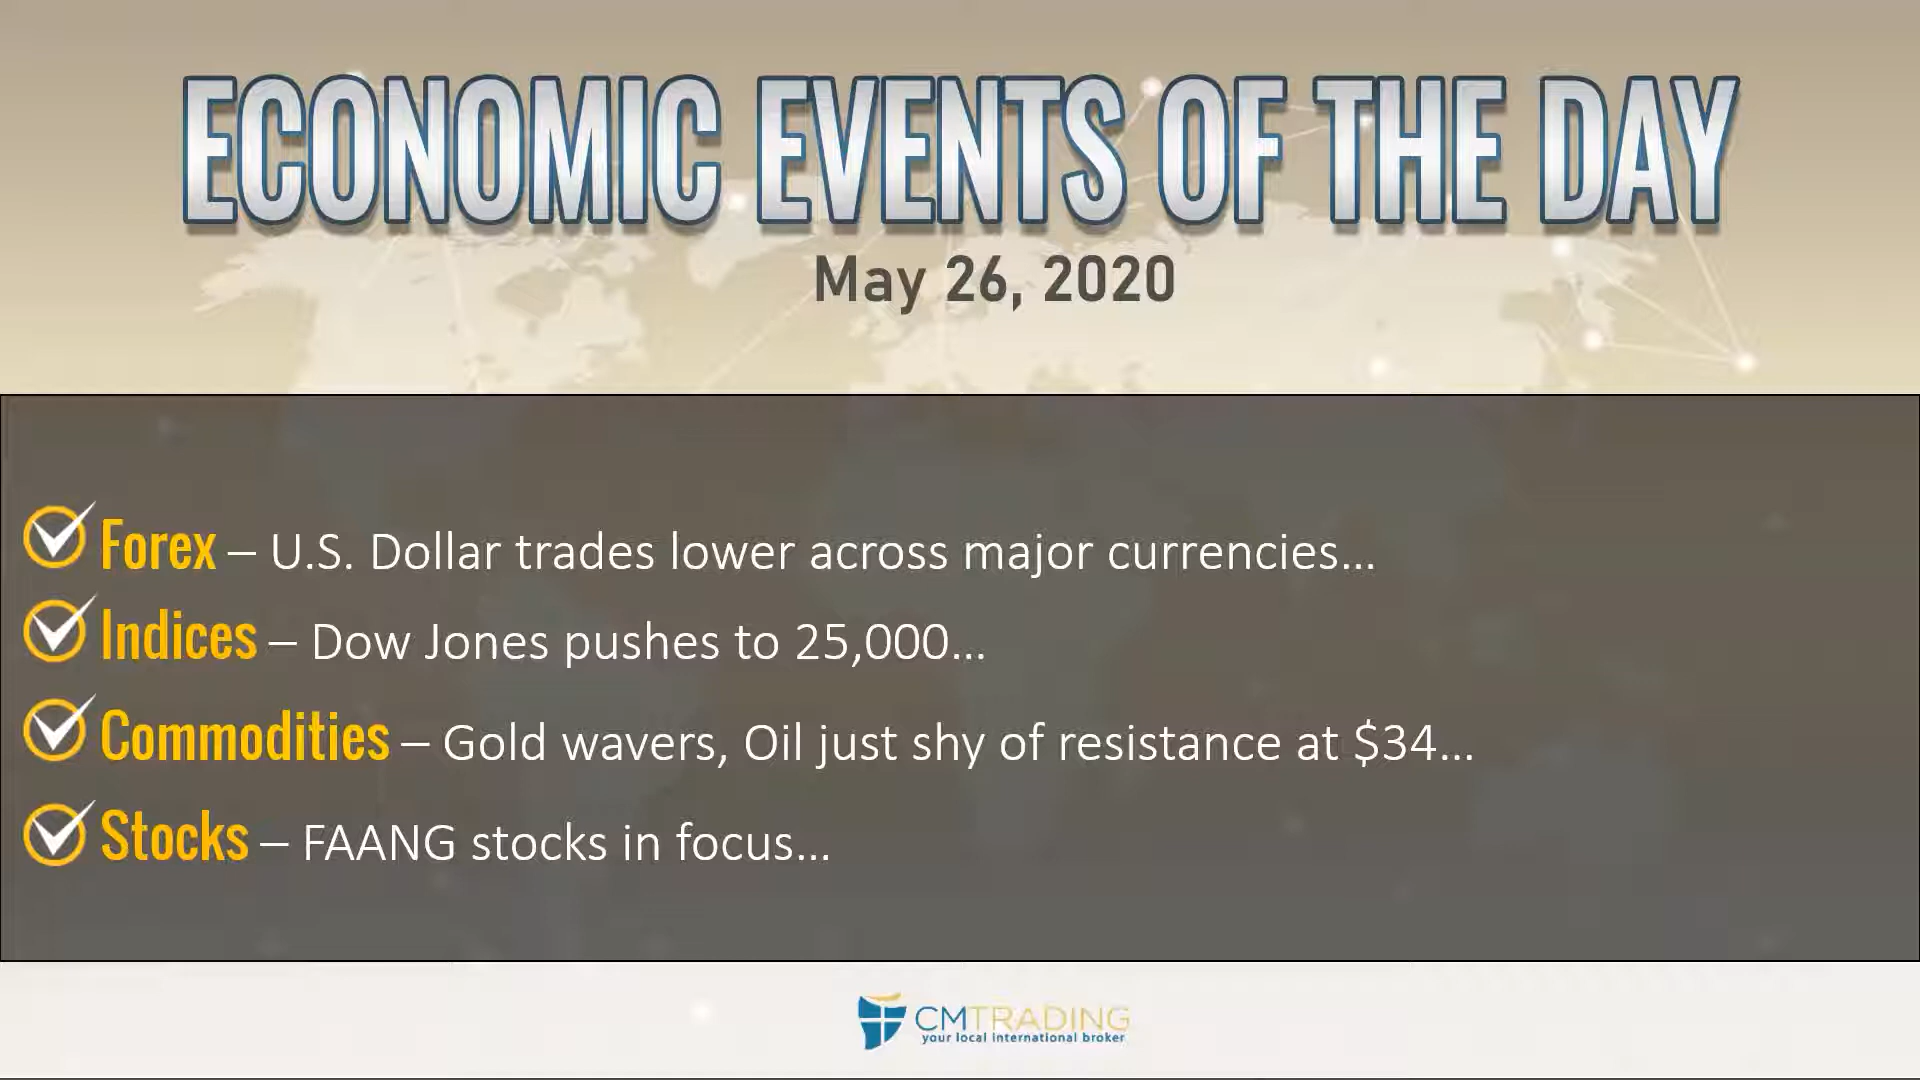 ECONOMIC EVENTS OF THE DAY
May 26, 2020
Forex – U.S. Dollar trades lower across major currencies...
Indices – Dow Jones pushes to 25,000...
Commodities – Gold wavers, Oil just shy of resistance at $34...
Stocks – FAANG stocks in focus...
CMTRADING
your local international broker